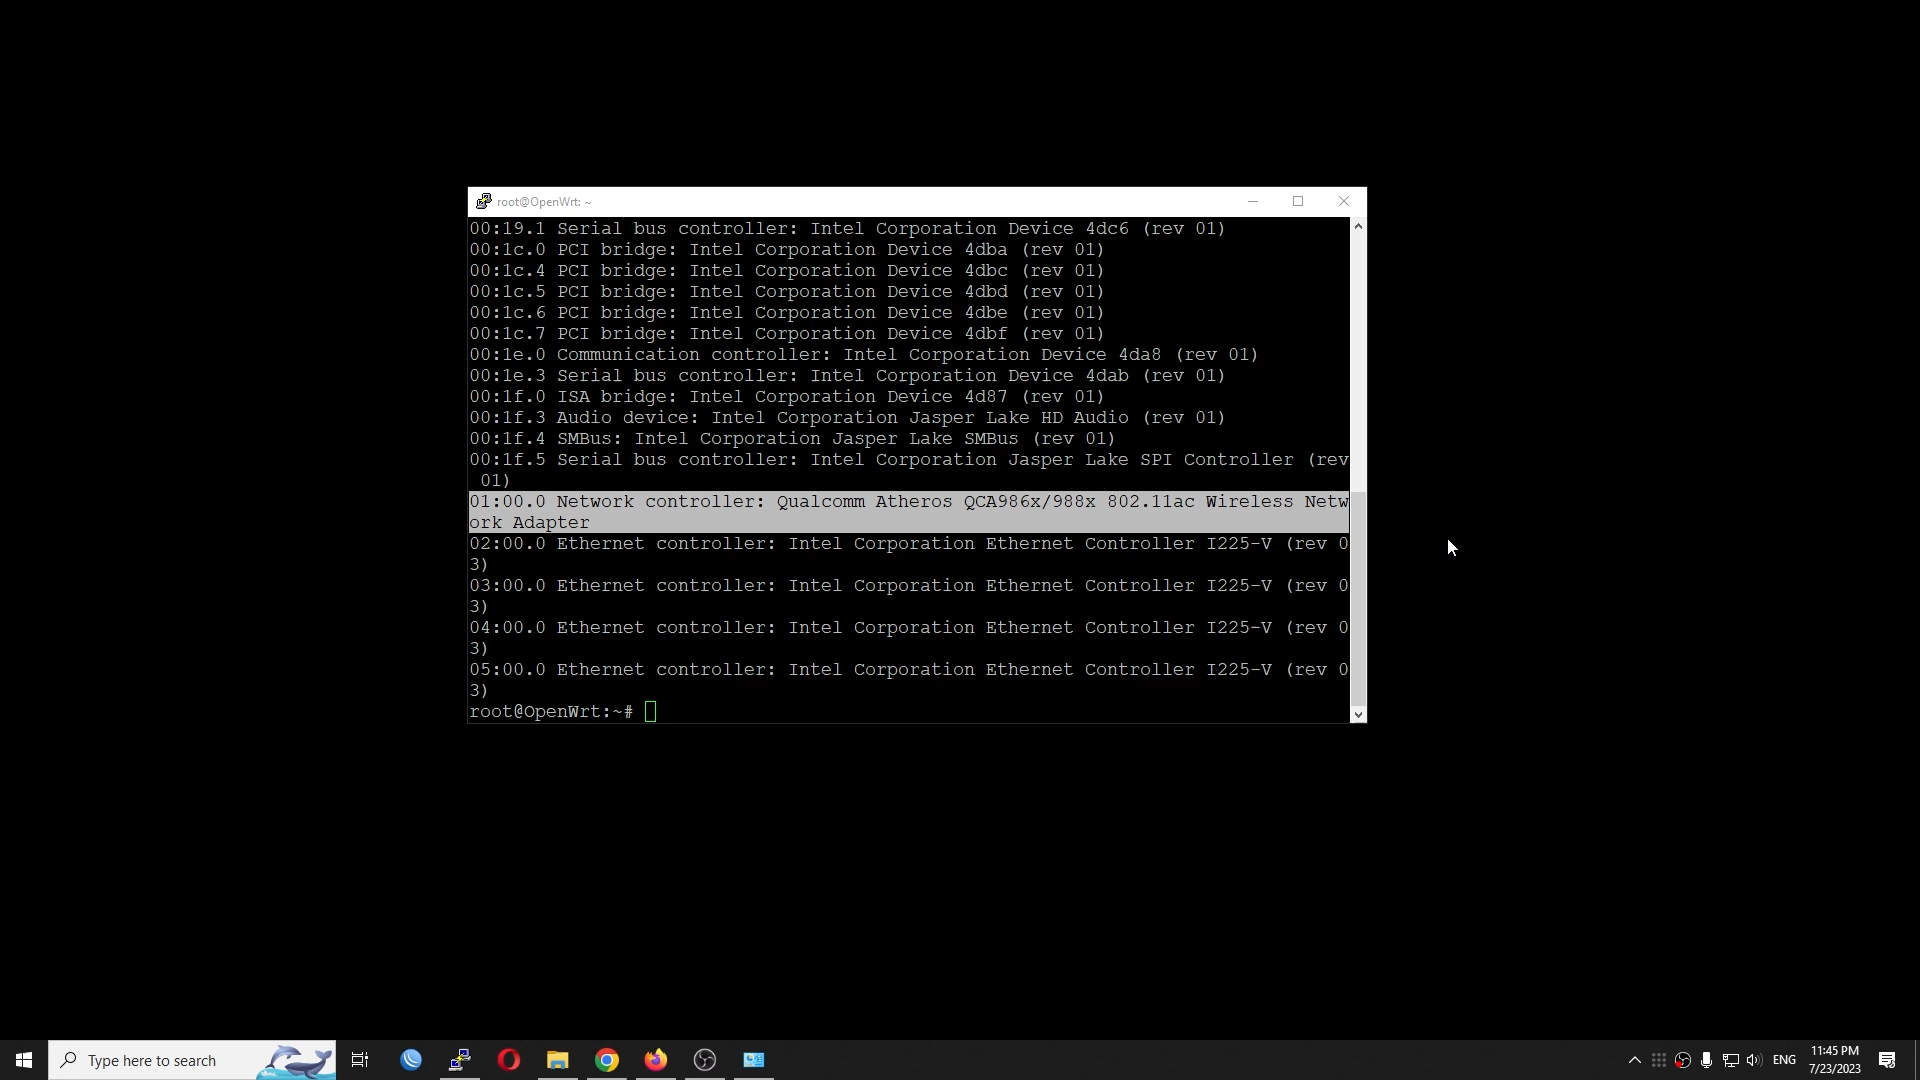 root@OpenWrt: ~
00:19.1 Serial bus controller: Intel Corporation Device 4dc6 (rev 01)
00:1c.0 PCI bridge: Intel Corporation Device 4dba (rev 01)
00:1c.4 PCI bridge: Intel Corporation Device 4dbc (rev 01)
00:1c.5 PCI bridge: Intel Corporation Device 4dbd (rev 01)
00:1c.6 PCI bridge: Intel Corporation Device 4dbe (rev 01)
00:1c.7 PCI bridge: Intel Corporation Device 4dbf (rev 01)
00:1e.0 Communication controller: Intel Corporation Device 4da8 (rev 01)
00:1e.3 Serial bus controller: Intel Corporation Device 4dab (rev 01)
00:1f.0 ISA bridge: Intel Corporation Device 4d87 (rev 01)
00:1f.3 Audio device: Intel Corporation Jasper Lake HD Audio (rev 01)
00:1f.4 SMBus: Intel Corporation Jasper Lake SMBus (rev 01)
00:1f.5 Serial bus controller: Intel Corporation Jasper Lake SPI Controller (rev
01)
01:00.0 Network controller: Qualcomm Atheros QCA986x/988x 802.11ac Wireless Netw
ork Adapter
02:00.0 Ethernet controller: Intel Corporation Ethernet Controller I225-V (rev 0
3)
03:00.0 Ethernet controller: Intel Corporation Ethernet Controller I225-V (rev 0
3)
04:00.0 Ethernet controller: Intel Corporation Ethernet Controller I225-V (rev 0
3)
05:00.0 Ethernet controller: Intel Corporation Ethernet Controller I225-V (rev 0
3)
root@OpenWrt:~#
Type here to search
ENG
11:45 PM
7/23/2023